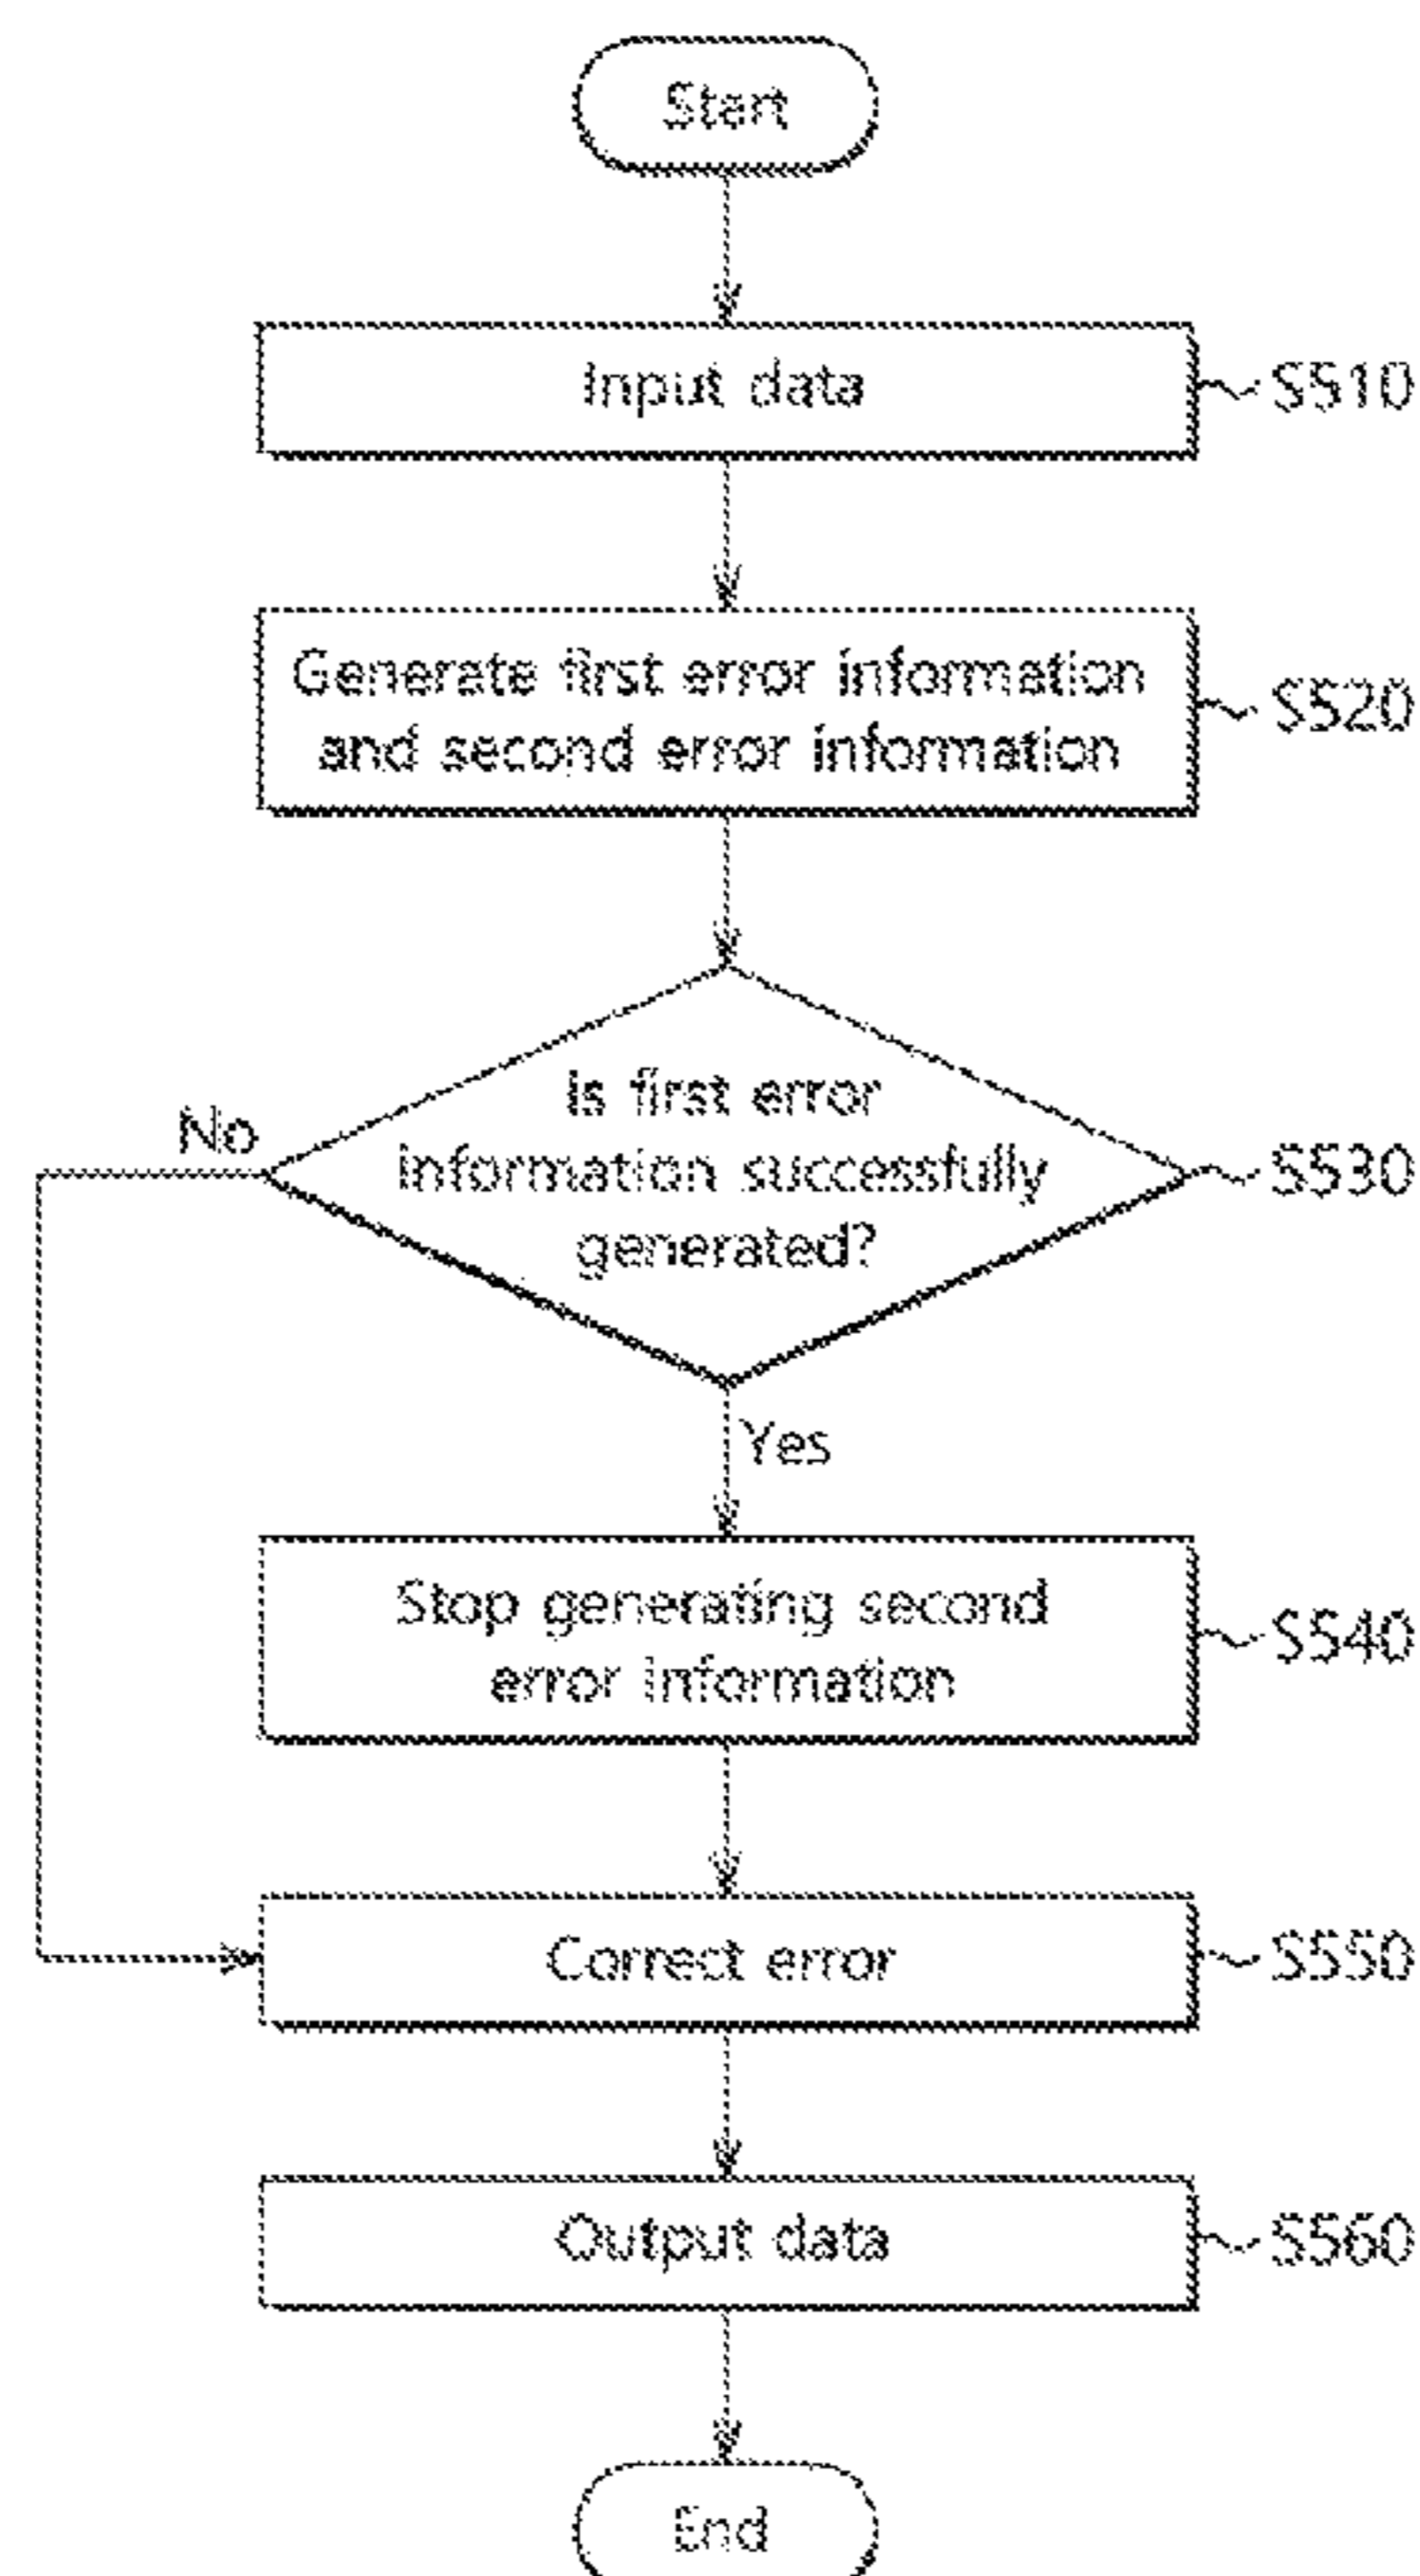 Start
Input data
S510
Generate first error information
and second error information
S520
Is first error
information successfully
generated?
S530
No
Yes
Stop generating second
error information
S540
Correct error
S550
Output data
S560
End